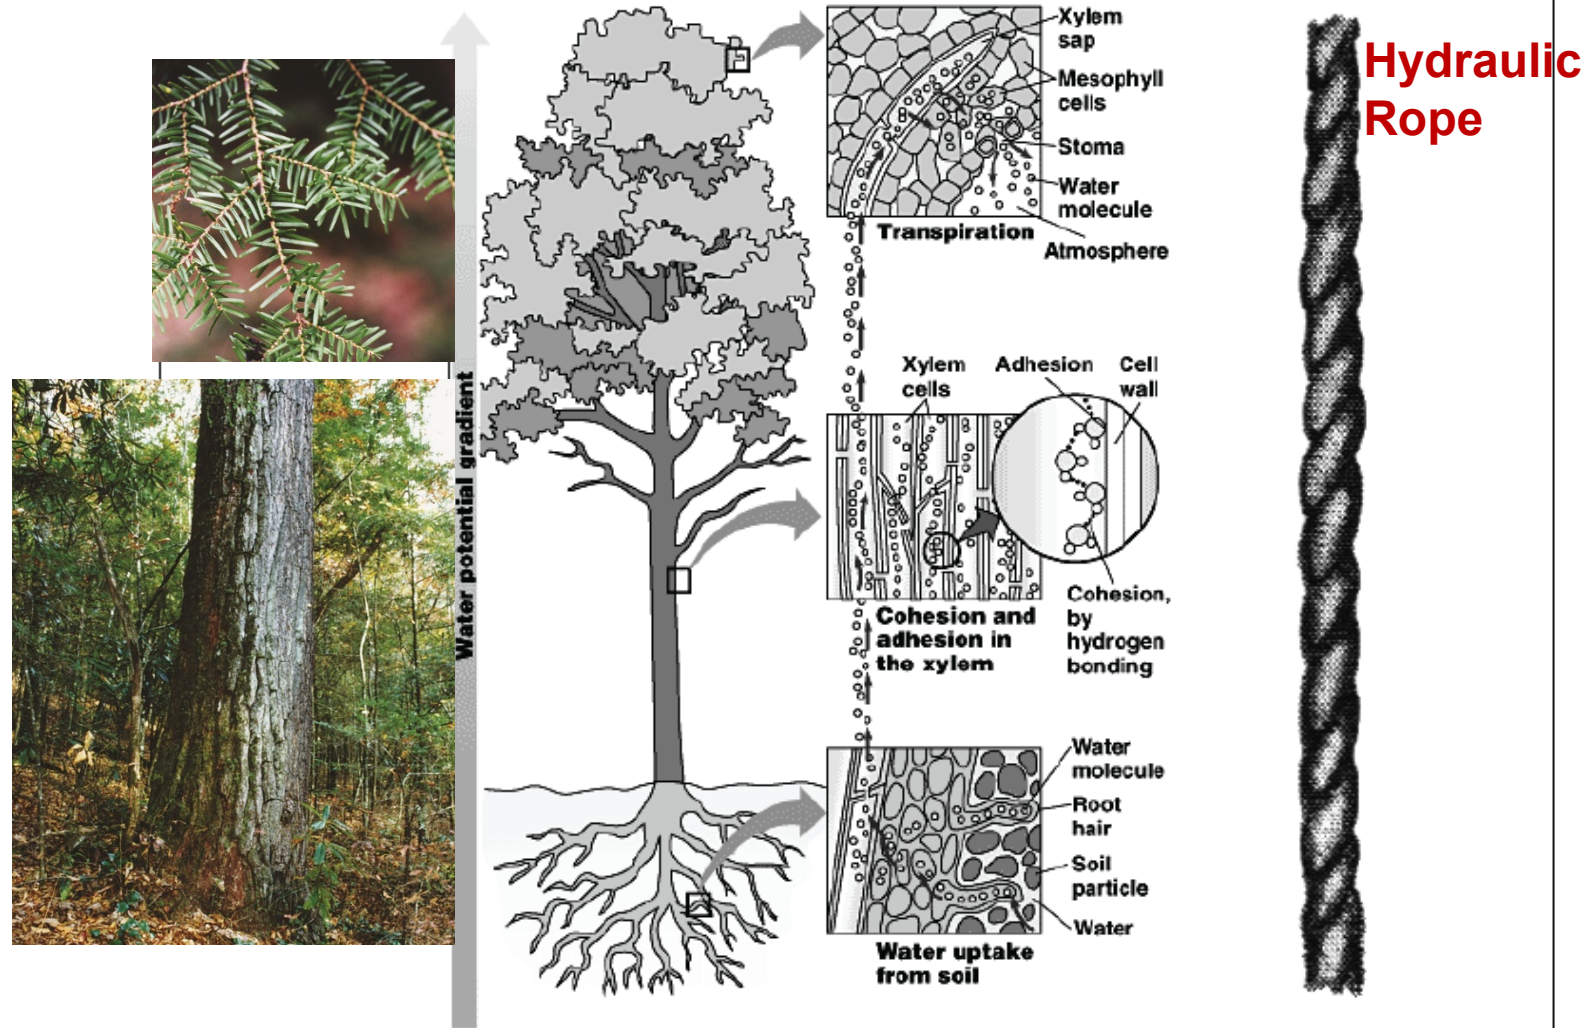 Hydraulic
Rope
Water potential gradient
Xylem
sap
Mesophyll
cells
Stoma
Water
molecule
Atmosphere
Transpiration
Xylem
cells
Adhesion
Cell
wall
Cohesion,
by
hydrogen
bonding
Cohesion and
adhesion in
the xylem
Water
molecule
Root
hair
Soil
particle
Water
Water uptake
from soil